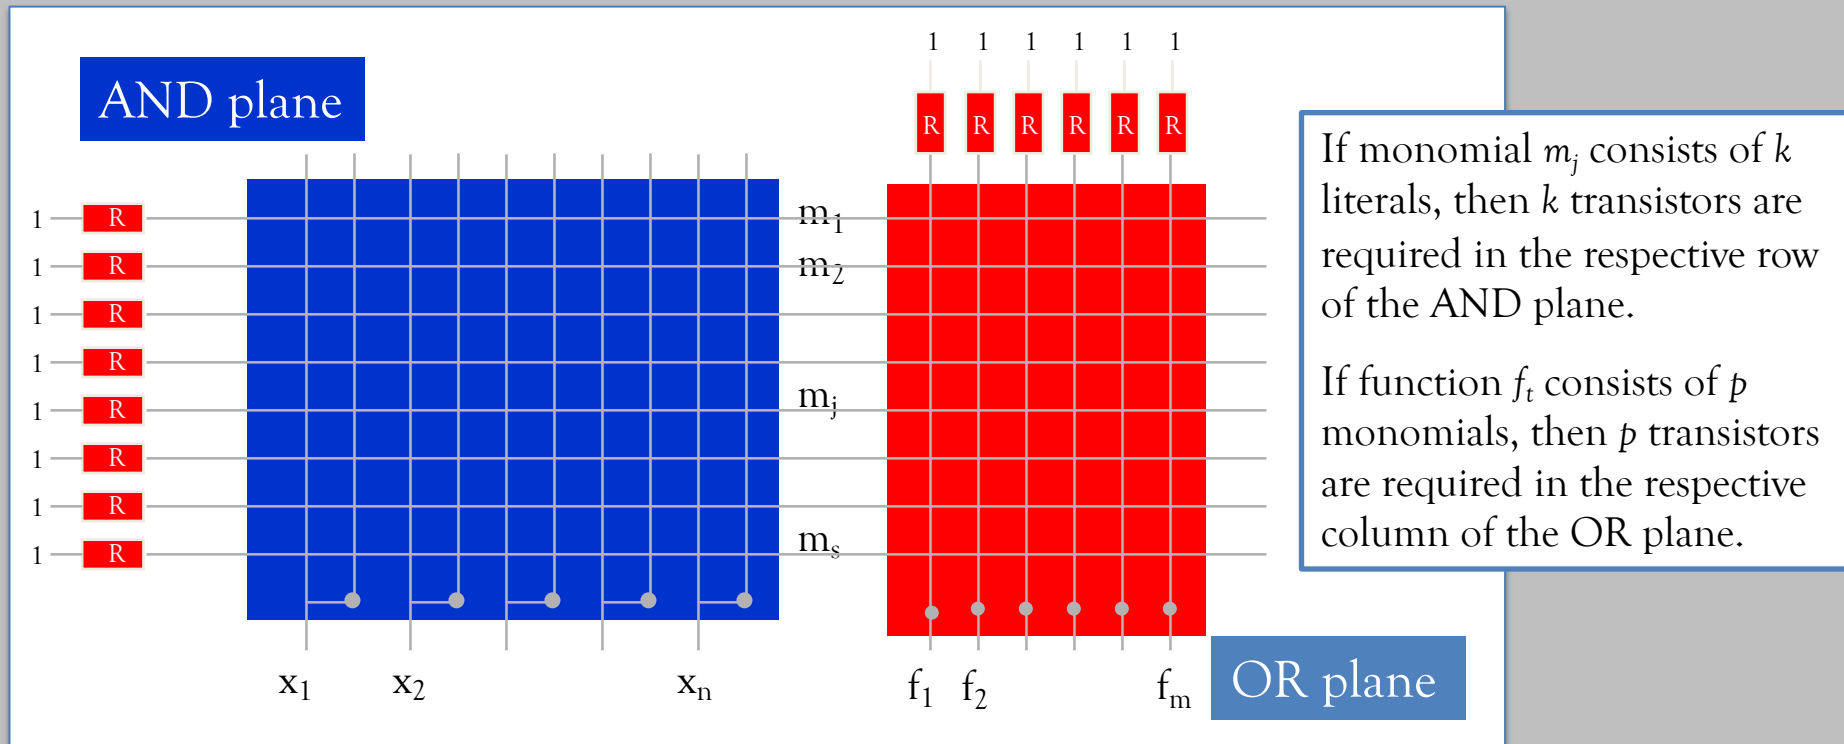 AND plane
1 1 1 1 1 1
R R R R R R
1 R m₁
1 R m₂
1 R
1 R
1 R mⱼ
1 R
1 R
1 R mₛ
x₁ x₂ xₙ
f₁ f₂ fₘ
OR plane
If monomial mⱼ consists of k
literals, then k transistors are
required in the respective row
of the AND plane.
If function fₜ consists of p
monomials, then p transistors
are required in the respective
column of the OR plane.